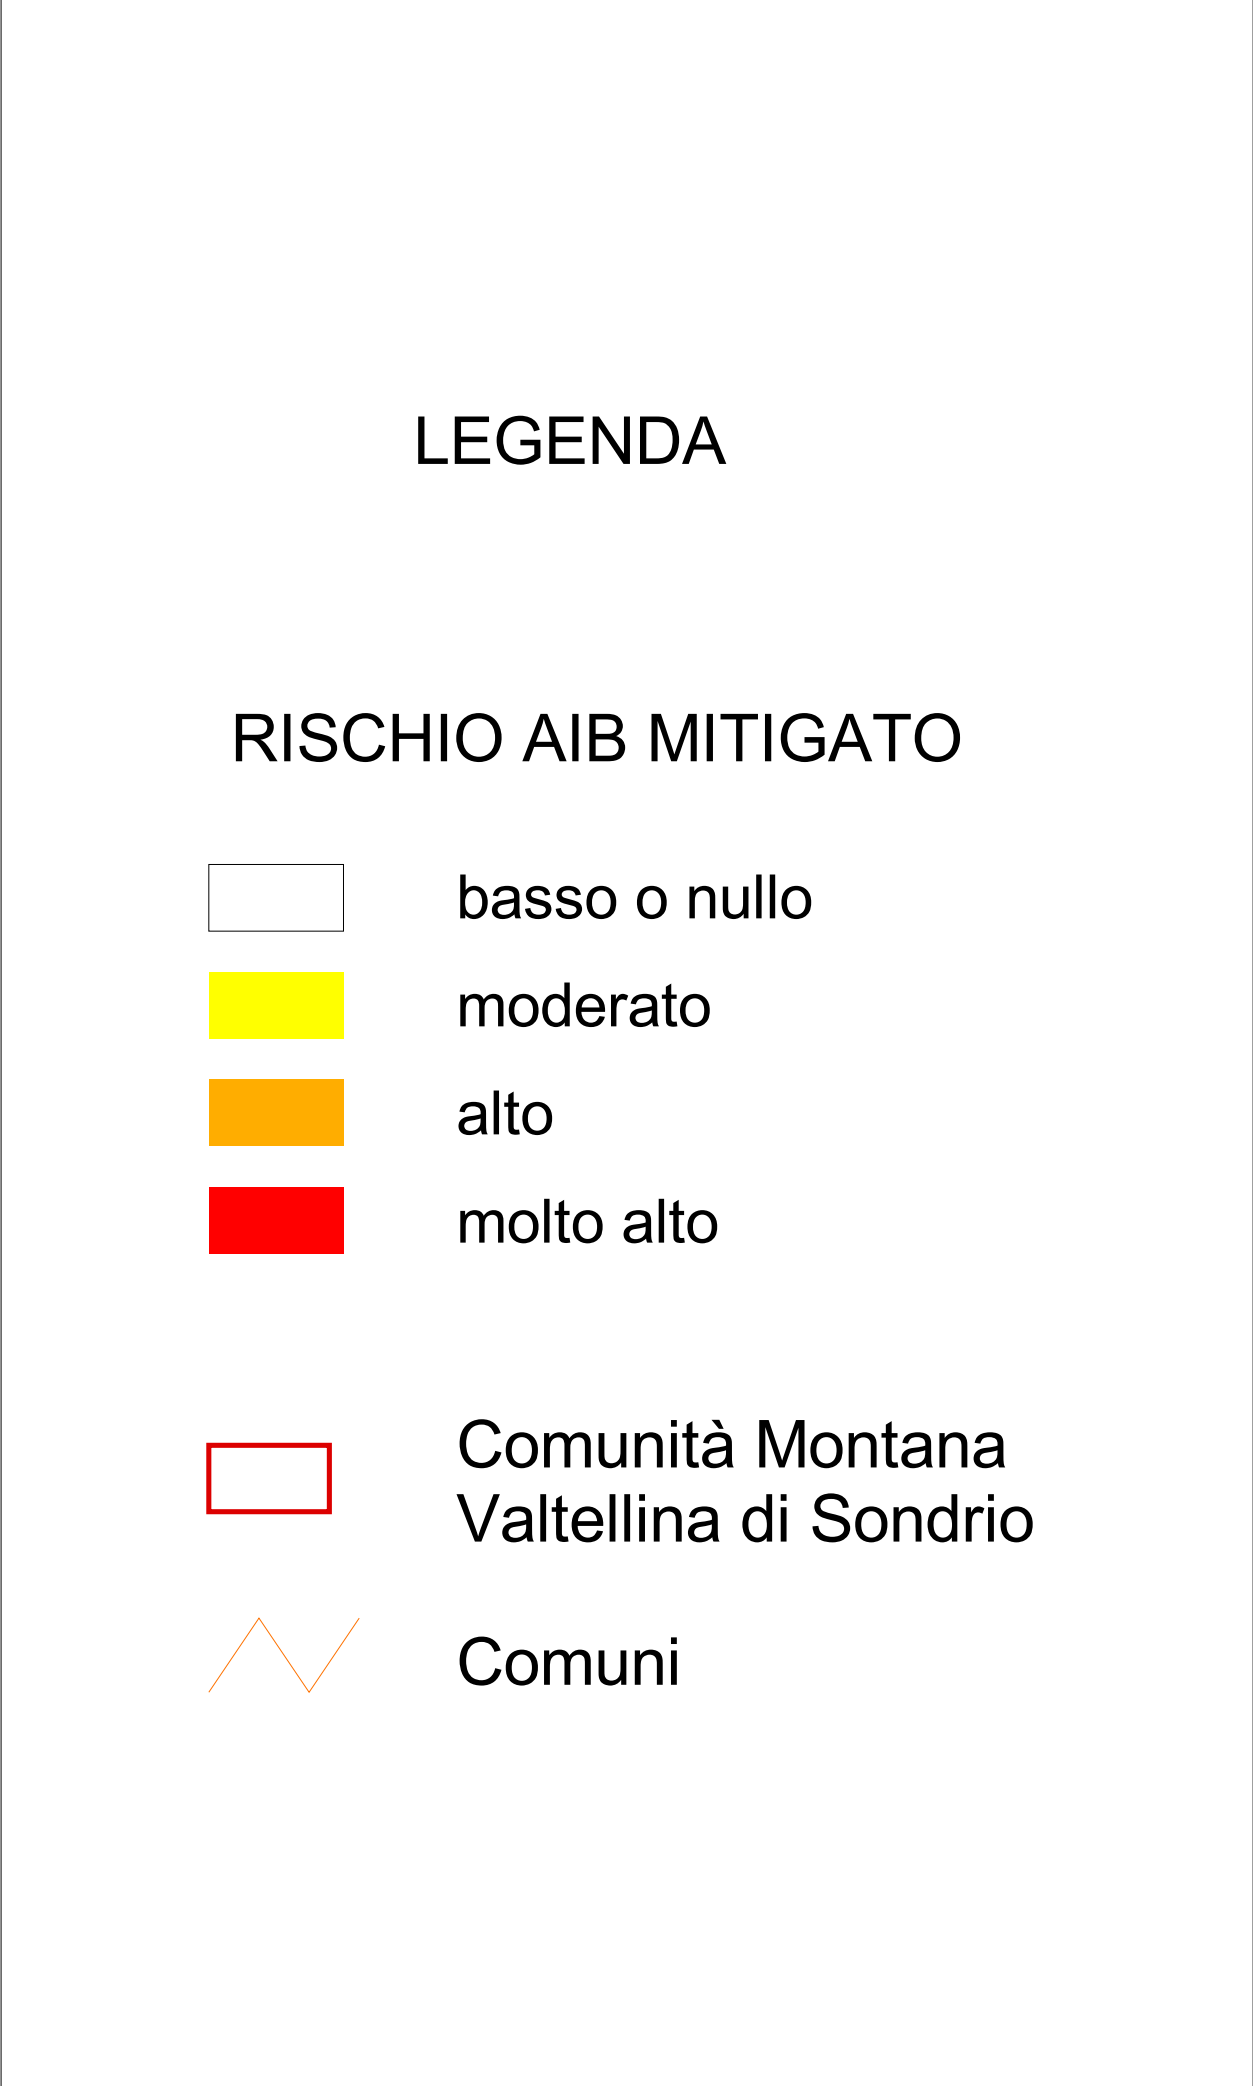 LEGENDA
RISCHIO AIB MITIGATO
basso o nullo
moderato
alto
molto alto
Comunità Montana
Valtellina di Sondrio
Comuni